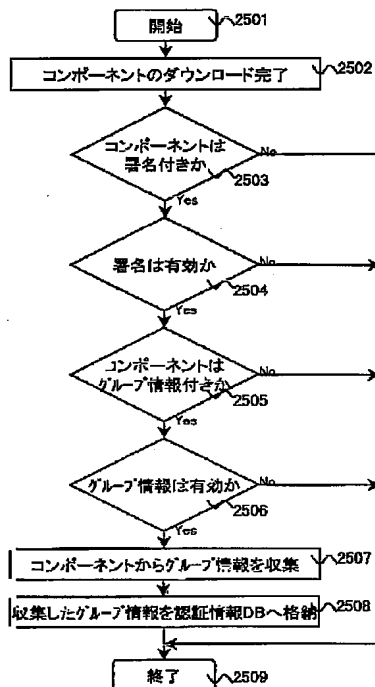 開始
2501
コンポーネントのダウンロード完了
2502
コンポーネントは
署名付きか
No
2503
Yes
署名は有効か
No
2504
Yes
コンポーネントは
グループ情報付きか
No
2505
Yes
グループ情報は有効か
No
2506
Yes
コンポーネントからグループ情報を収集
2507
収集したグループ情報を認証情報DBへ格納
2508
終了
2509